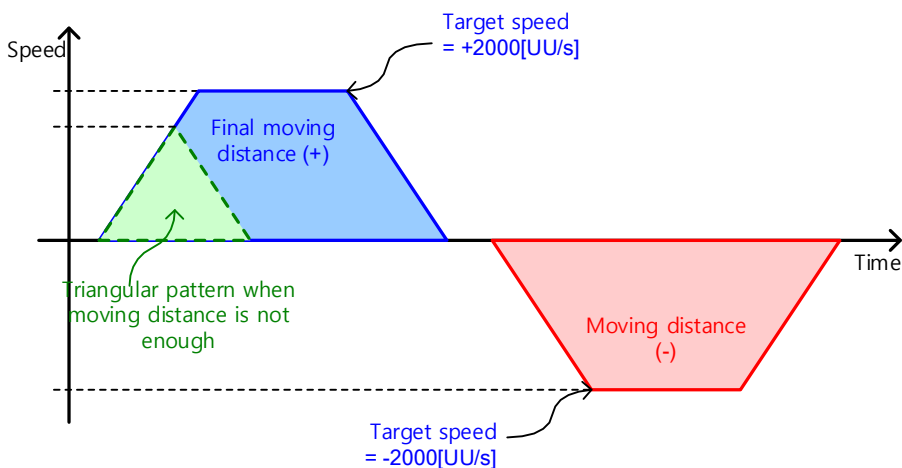 Target speed
= +2000[UU/s]
Speed
Final moving
distance (+)
Time
Triangular pattern when
moving distance is not
enough
Moving distance
(-)
Target speed
= -2000[UU/s]